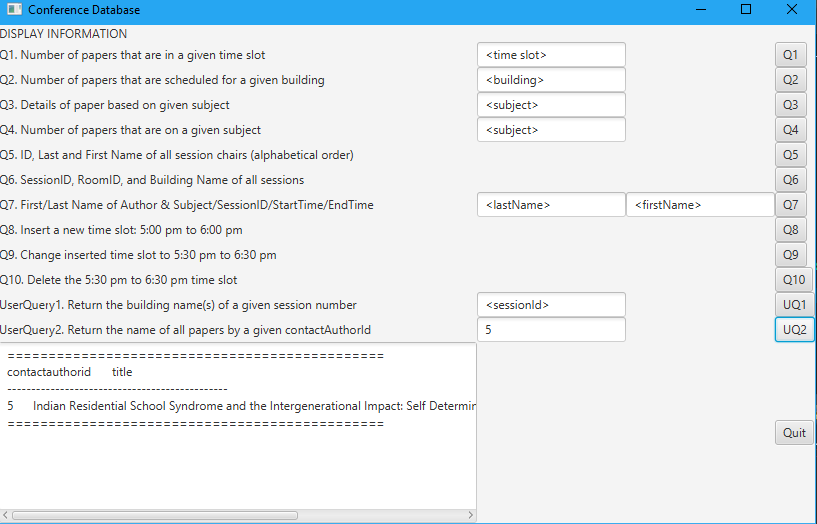 Conference Database
DISPLAY INFORMATION
Q1. Number of papers that are in a given time slot <time slot> Q1
Q2. Number of papers that are scheduled for a given building <building> Q2
Q3. Details of paper based on given subject <subject> Q3
Q4. Number of papers that are on a given subject <subject> Q4
Q5. ID, Last and First Name of all session chairs (alphabetical order) Q5
Q6. SessionID, RoomID, and Building Name of all sessions Q6
Q7. First/Last Name of Author & Subject/SessionID/StartTime/EndTime <lastName> <firstName> Q7
Q8. Insert a new time slot: 5:00 pm to 6:00 pm Q8
Q9. Change inserted time slot to 5:30 pm to 6:30 pm Q9
Q10. Delete the 5:30 pm to 6:30 pm time slot Q10
UserQuery1. Return the building name(s) of a given session number <sessionId> UQ1
UserQuery2. Return the name of all papers by a given contactAuthorId 5 UQ2
==============================================
contactauthorid title
----------------------------------------------
5 Indian Residential School Syndrome and the Intergenerational Impact: Self Determin
==============================================
Quit